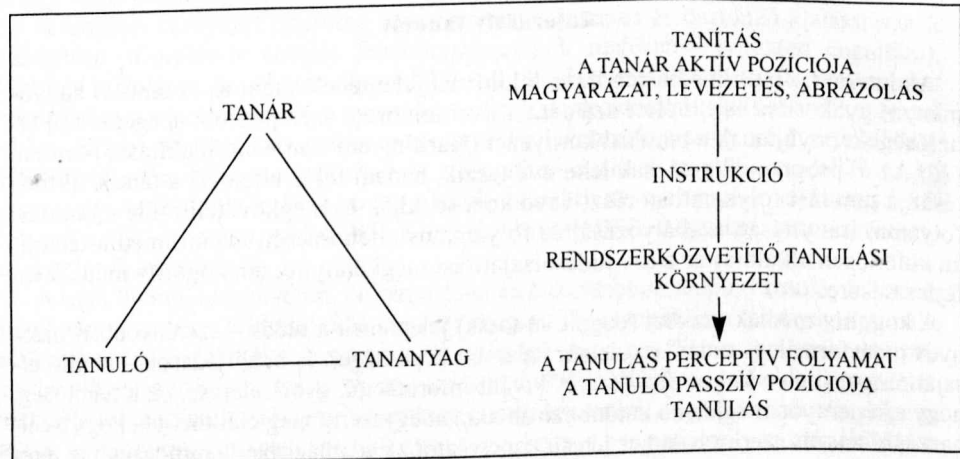 TANÁR
TANULÓ
TANANYAG
TANÍTÁS
A TANÁR AKTÍV POZÍCIÓJA
MAGYARÁZAT, LEVEZETÉS, ÁBRÁZOLÁS
INSTRUKCIÓ
RENDSZERKÖZVETÍTŐ TANULÁSI
KÖRNYEZET
A TANULÁS PERCEPTÍV FOLYAMAT
A TANULÓ PASSZÍV POZÍCIÓJA
TANULÁS